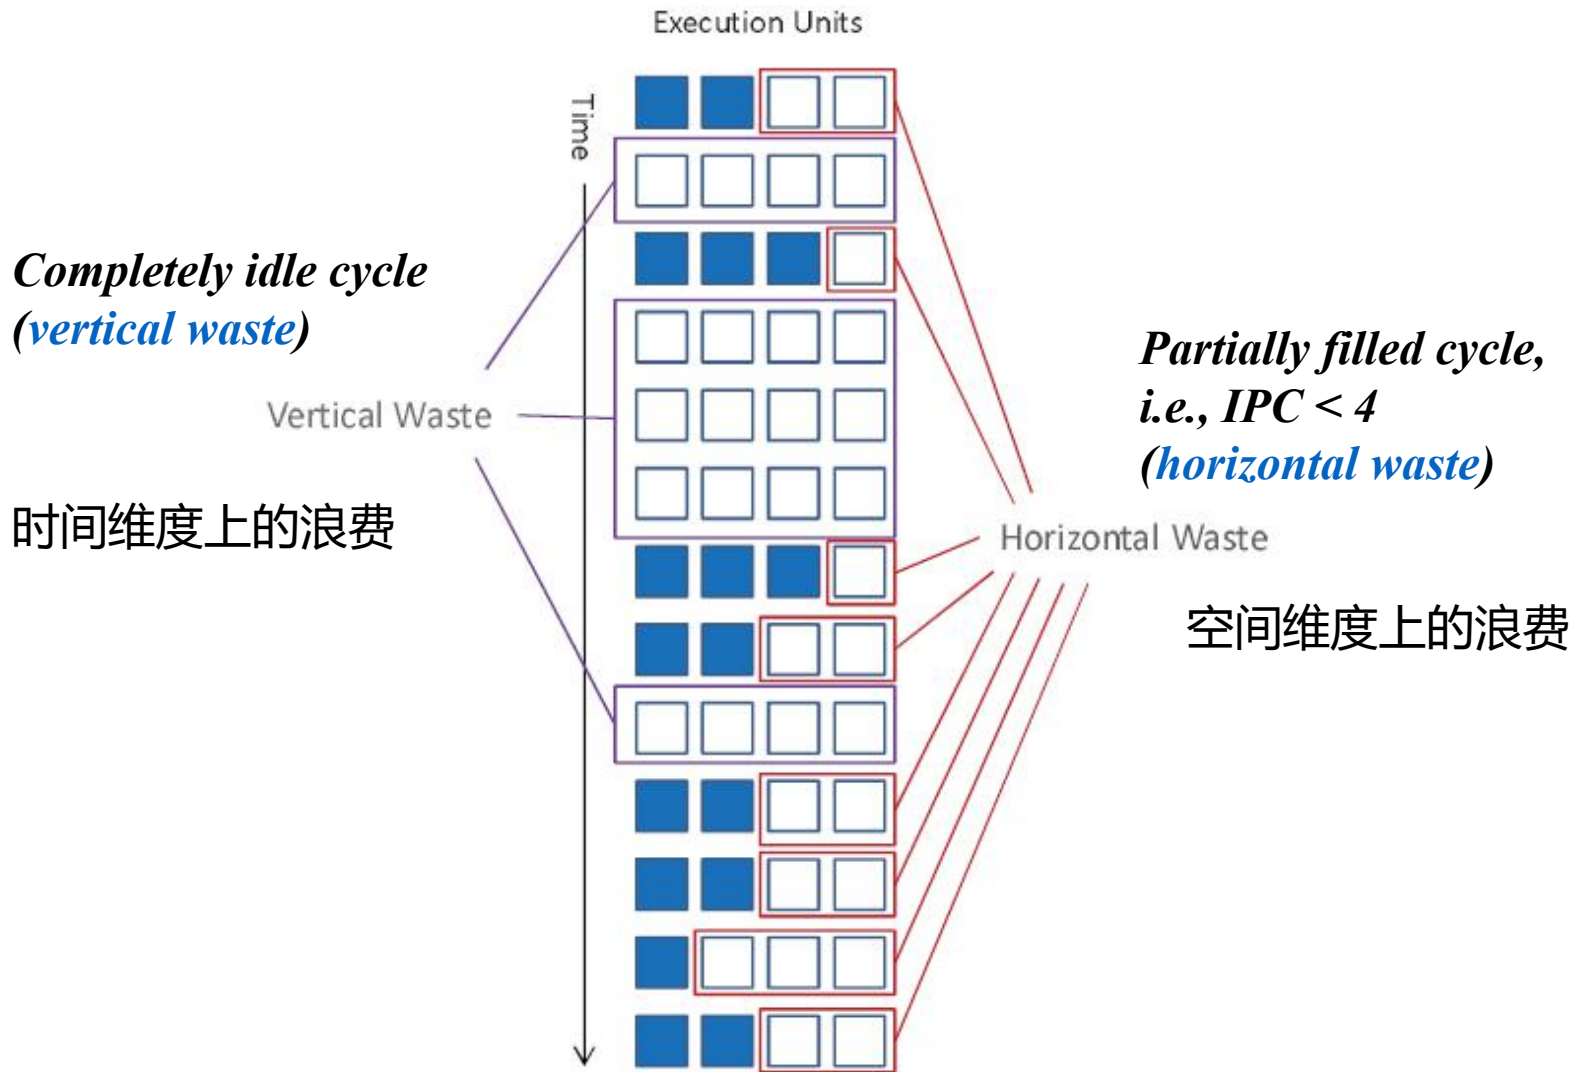 Execution Units
Time
Completely idle cycle
(vertical waste)
Vertical Waste
时间维度上的浪费
Partially filled cycle,
i.e., IPC < 4
(horizontal waste)
Horizontal Waste
空间维度上的浪费